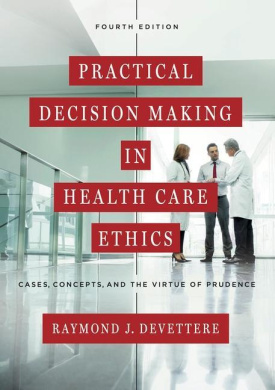 FOURTH EDITION
PRACTICAL
DECISION MAKING
IN
HEALTH CARE
ETHICS
CASES, CONCEPTS, AND THE VIRTUE OF PRUDENCE
RAYMOND J. DEVETTERE